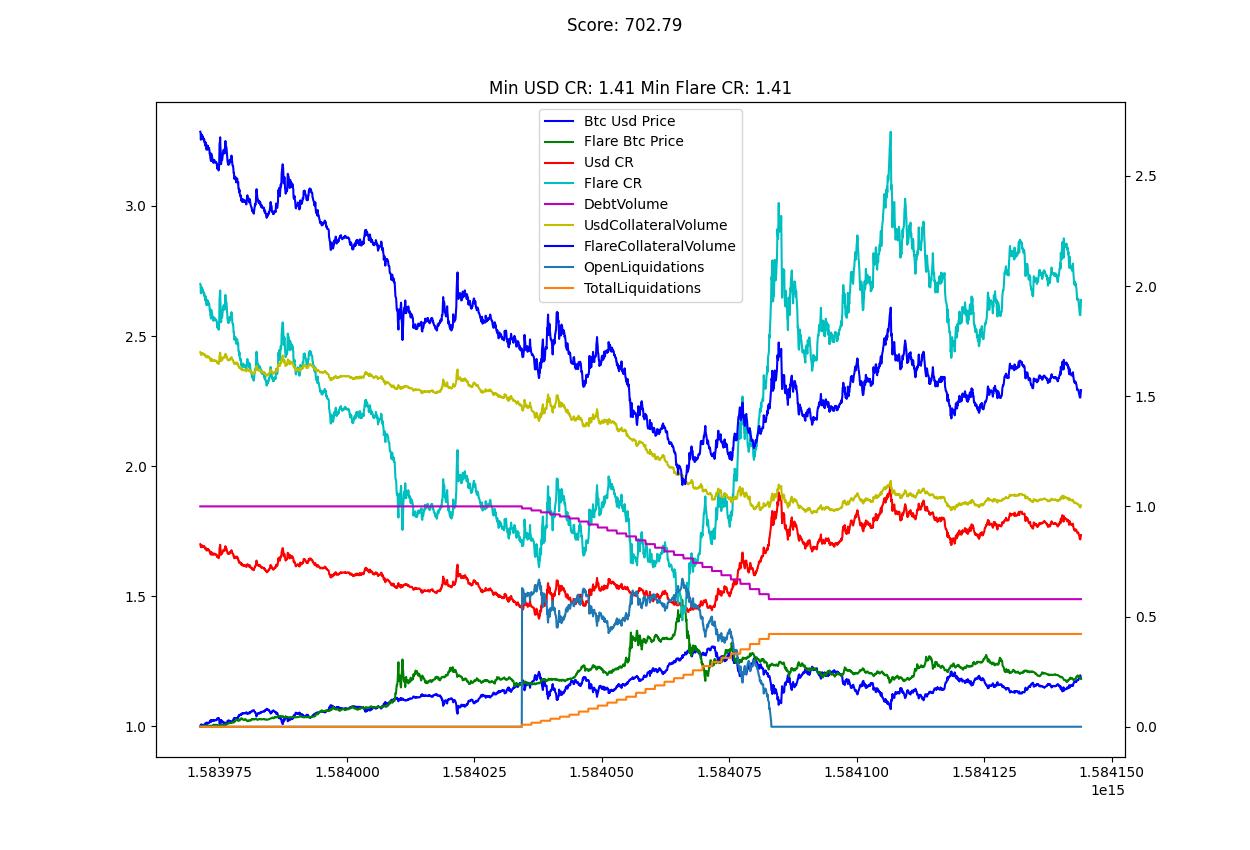 Score: 702.79
Min USD CR: 1.41 Min Flare CR: 1.41
Btc Usd Price
Flare Btc Price
Usd CR
Flare CR
DebtVolume
UsdCollateralVolume
FlareCollateralVolume
OpenLiquidations
TotalLiquidations
3.0
2.5
2.0
1.5
1.0
2.5
2.0
1.5
1.0
0.5
0.0
1.583975 1.584000 1.584025 1.584050 1.584075 1.584100 1.584125 1.584150
1e15